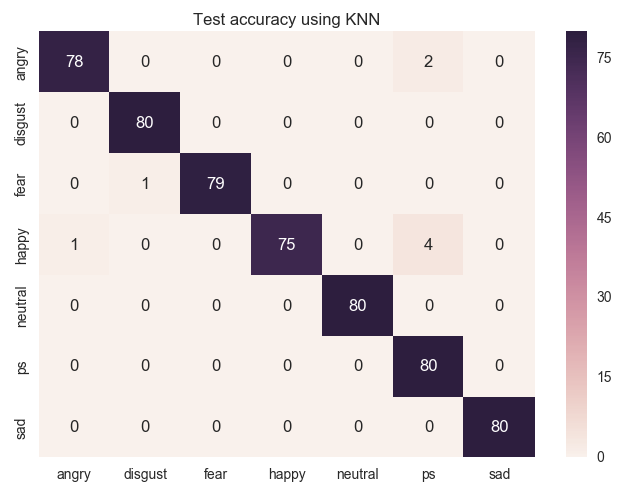 Test accuracy using KNN
angry 78 0 0 0 0 2 0
disgust 0 80 0 0 0 0 0
fear 0 1 79 0 0 0 0
happy 1 0 0 75 0 4 0
neutral 0 0 0 0 80 0 0
ps 0 0 0 0 0 80 0
sad 0 0 0 0 0 0 80
angry disgust fear happy neutral ps sad
75
60
45
30
15
0